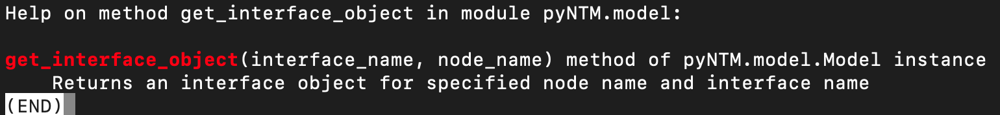 Help on method get_interface_object in module pyNTM.model:
get_interface_object(interface_name, node_name) method of pyNTM.model.Model instance
Returns an interface object for specified node name and interface name
(END)